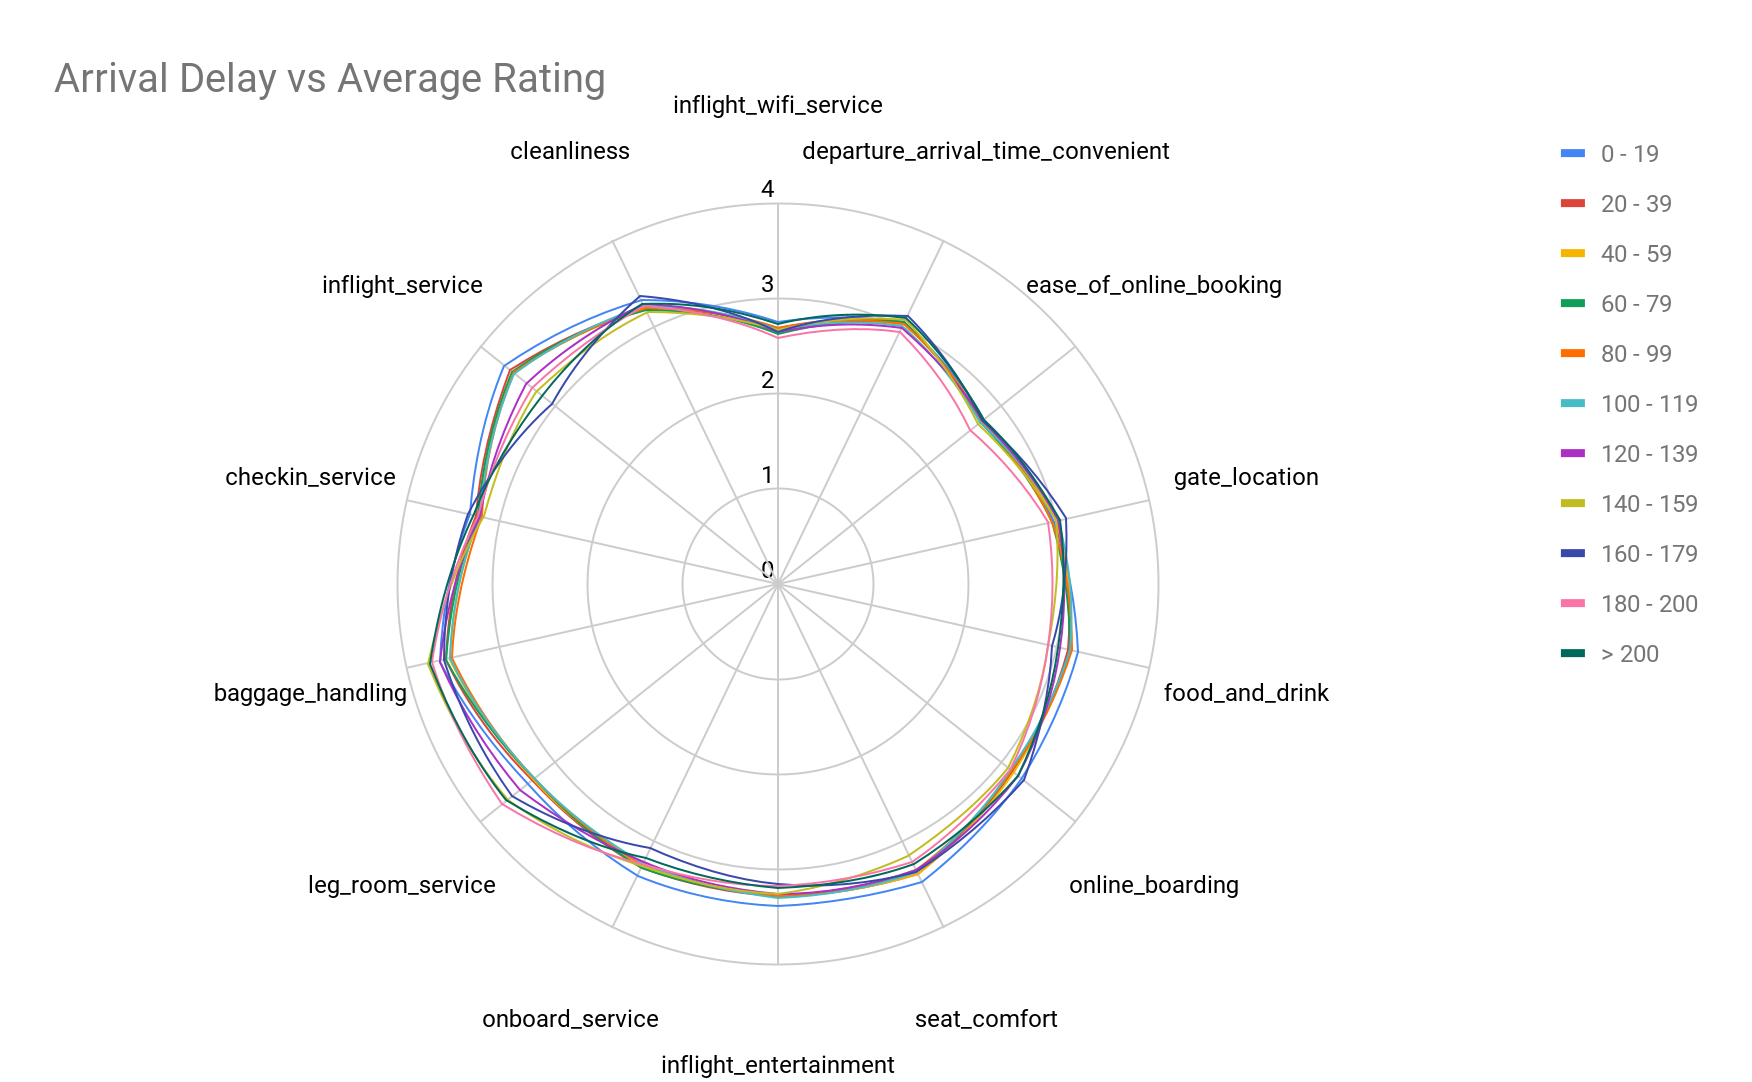 Arrival Delay vs Average Rating
inflight_wifi_service
departure_arrival_time_convenient
ease_of_online_booking
gate_location
food_and_drink
online_boarding
seat_comfort
inflight_entertainment
onboard_service
leg_room_service
baggage_handling
checkin_service
inflight_service
cleanliness
4
3
2
1
0
0 - 19
20 - 39
40 - 59
60 - 79
80 - 99
100 - 119
120 - 139
140 - 159
160 - 179
180 - 200
> 200